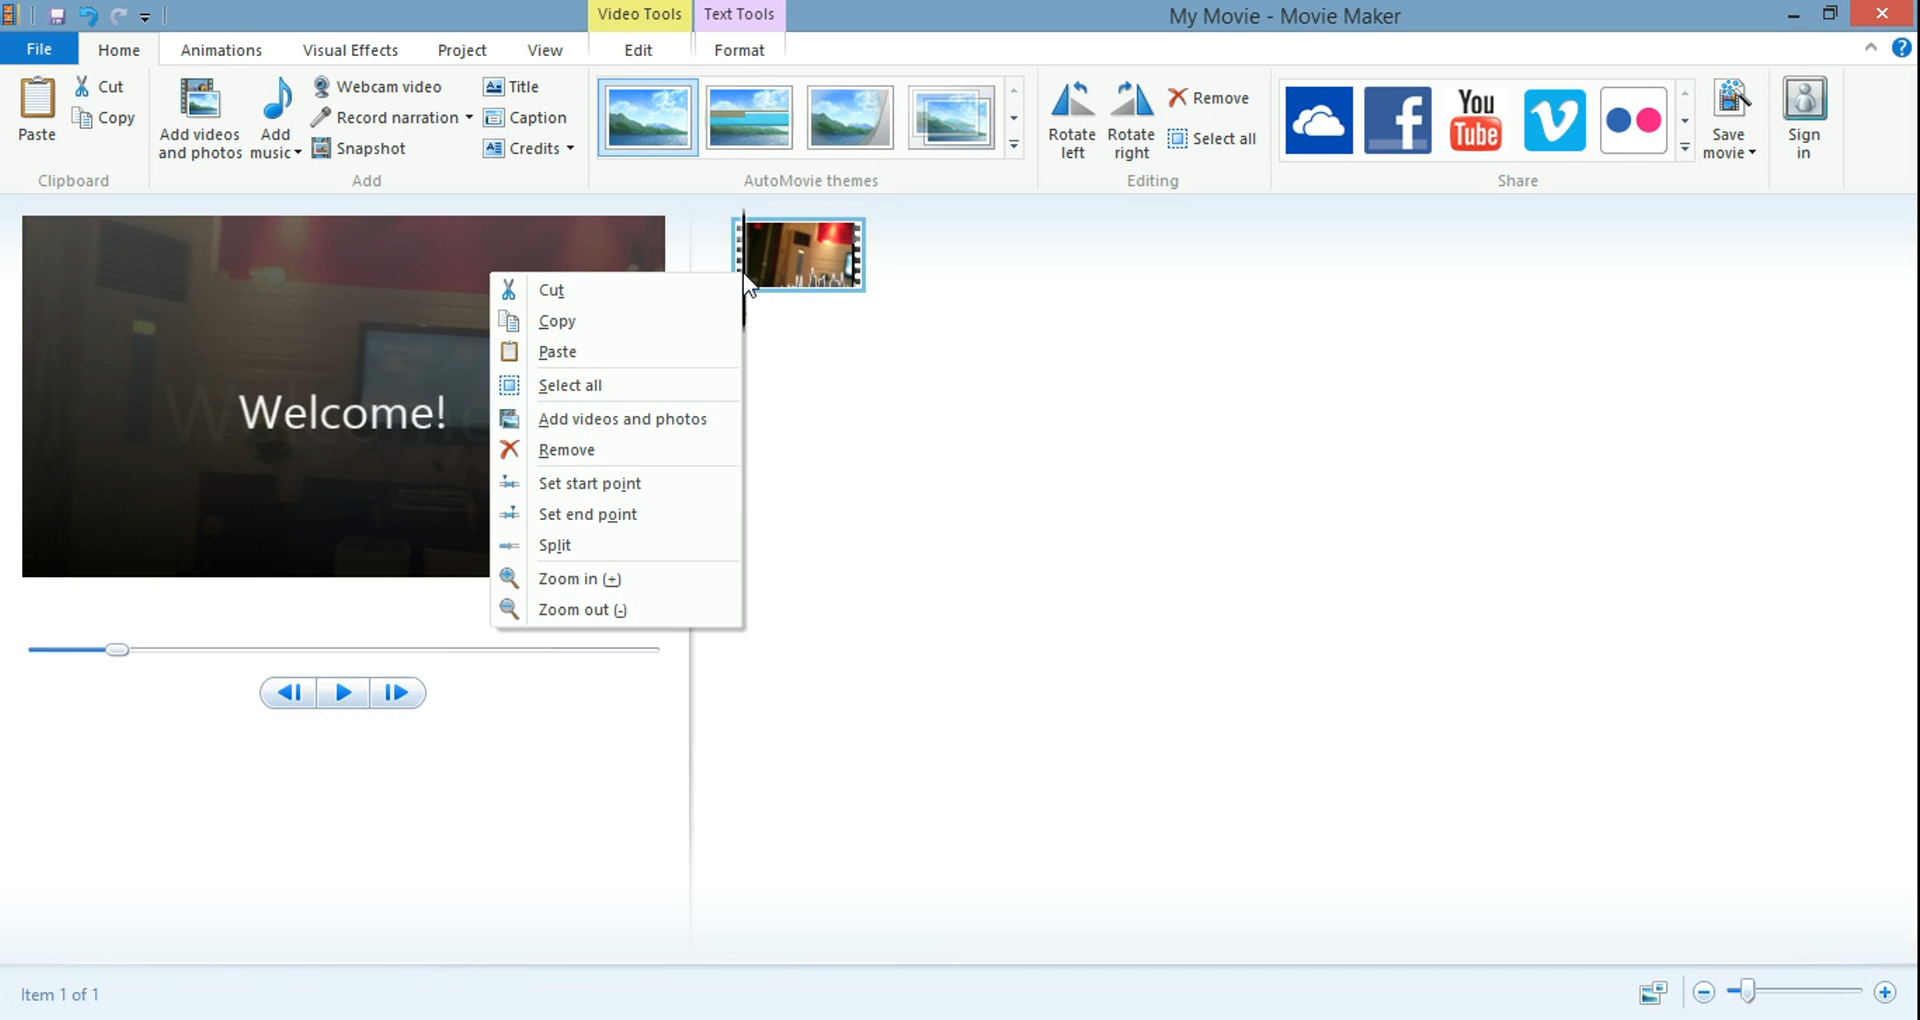 Video Tools
Text Tools
My Movie - Movie Maker
File
Home
Animations
Visual Effects
Project
View
Edit
Format
Paste
Cut
Copy
Clipboard
Add videos
and photos
Add
music
Webcam video
Record narration
Snapshot
Title
Caption
Credits
Add
AutoMovie themes
Rotate
left
Rotate
right
Remove
Select all
Editing
f
You
Tube
Share
Save
movie
Sign
in
Welcome!
Cut
Copy
Paste
Select all
Add videos and photos
Remove
Set start point
Set end point
Split
Zoom in (+)
Zoom out (-)
Item 1 of 1